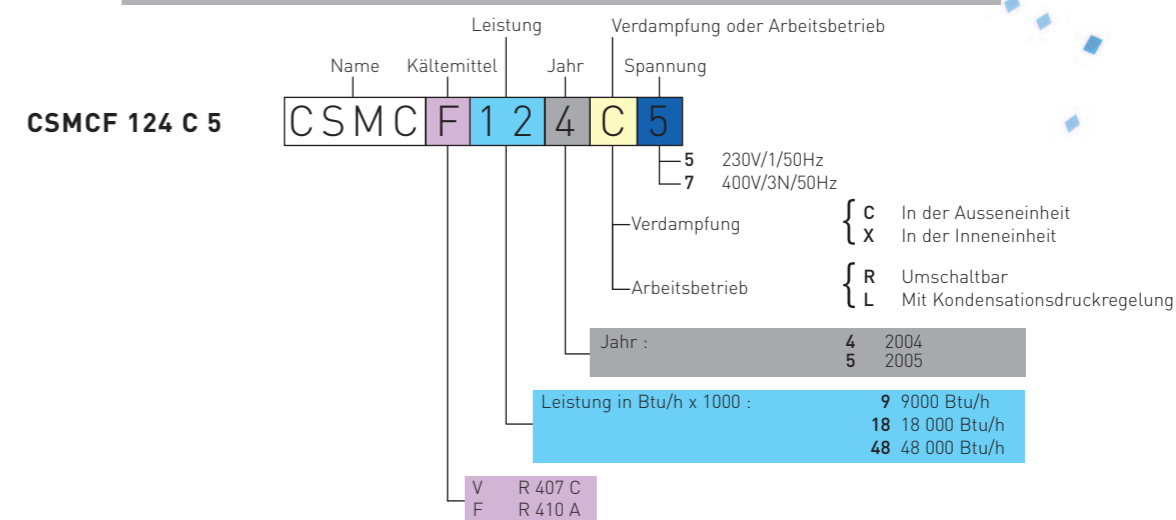 Leistung Verdampfung oder Arbeitsbetrieb
Name Kältemittel Jahr Spannung
CSMCF 124 C 5 CSMCF124C5
5 230V/1/50Hz
7 400V/3N/50Hz
Verdampfung { C In der Ausseneinheit
X In der Inneneinheit
Arbeitsbetrieb { R Umschaltbar
L Mit Kondensationsdruckregelung
Jahr : 4 2004
5 2005
Leistung in Btu/h x 1000 : 9 9000 Btu/h
18 18 000 Btu/h
48 48 000 Btu/h
V R 407 C
F R 410 A